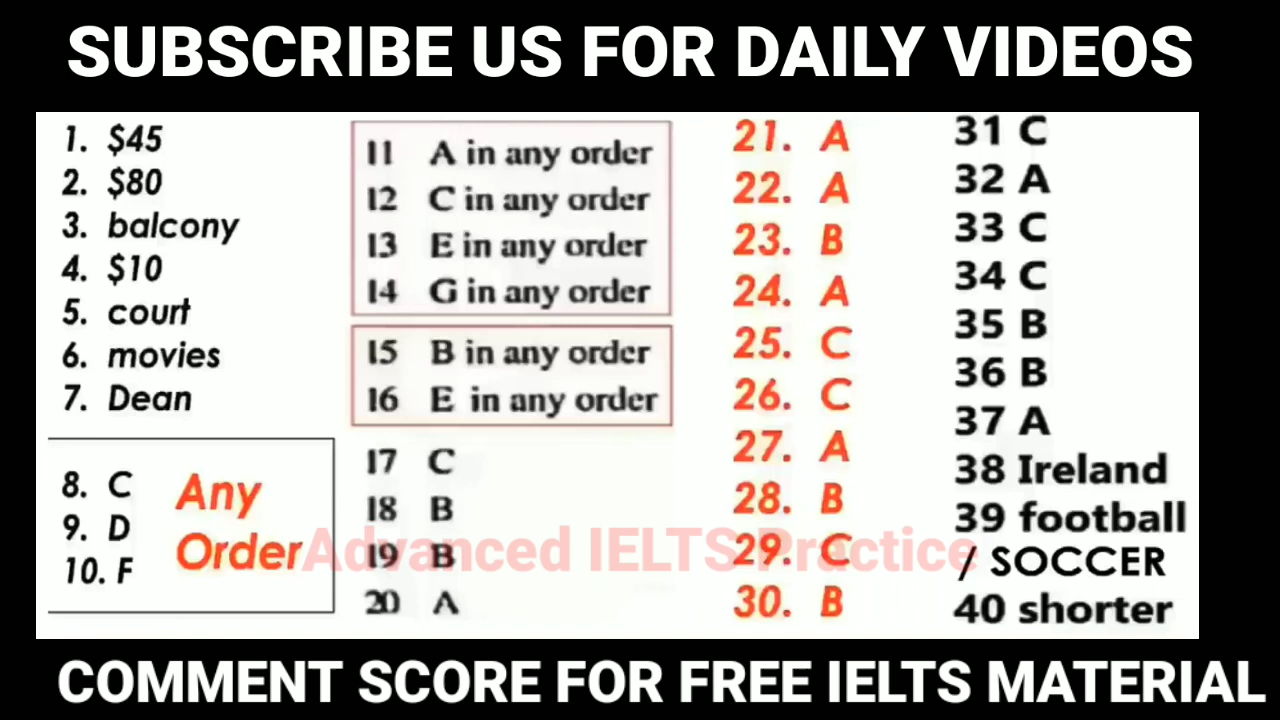 SUBSCRIBE US FOR DAILY VIDEOS
1. $45
2. $80
3. balcony
4. $10
5. court
6. movies
7. Dean
8. C
9. D
10. F
Any
Order
11 A in any order
12 C in any order
13 E in any order
14 G in any order
15 B in any order
16 E in any order
17 C
18 B
19 B
20 A
Advanced IELTS Practice
21. A
22. A
23. B
24. A
25. C
26. C
27. A
28. B
29. C
30. B
31 C
32 A
33 C
34 C
35 B
36 B
37 A
38 Ireland
39 football
/ SOCCER
40 shorter
COMMENT SCORE FOR FREE IELTS MATERIAL